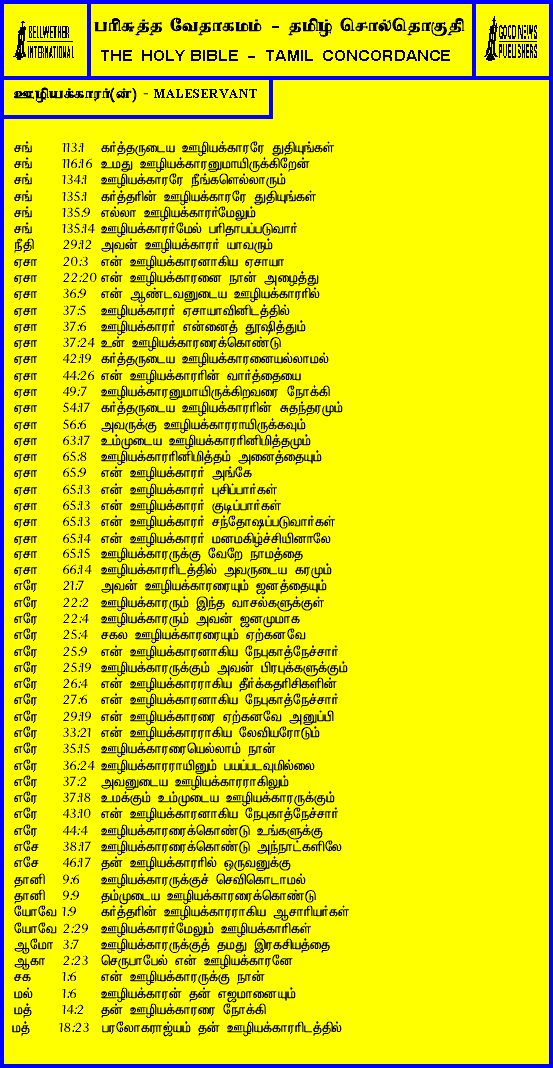 BELLWETHER
INTERNATIONAL
பரிசுத்த வேதாகமம் - தமிழ் சொல்தொகுதி
THE HOLY BIBLE - TAMIL CONCORDANCE
GOOD NEWS
PUBLISHERS
ஊழியக்காரர்(ன்) - MALESERVANT
சங் 113:1 கர்த்தருடைய ஊழியக்காரரே துதியுங்கள்
சங் 116:16 உமது ஊழியக்காரனுமாயிருக்கிறேன்
சங் 134:1 ஊழியக்காரரே நீங்களெல்லாரும்
சங் 135:1 கர்த்தரின் ஊழியக்காரரே துதியுங்கள்
சங் 135:9 எல்லா ஊழியக்காரர்மேலும்
சங் 135:14 ஊழியக்காரர்மேல் பரிதாபப்படுவார்
நீதி 29:12 அவன் ஊழியக்காரர் யாவரும்
ஏசா 20:3 என் ஊழியக்காரனாகிய ஏசாயா
ஏசா 22:20 என் ஊழியக்காரனை நான் அழைத்து
ஏசா 36:9 என் ஆண்டவனுடைய ஊழியக்காரரில்
ஏசா 37:5 ஊழியக்காரர் ஏசாயாவினிடத்தில்
ஏசா 37:6 ஊழியக்காரர் என்னைத் தூஷித்தும்
ஏசா 37:24 உன் ஊழியக்காரரைக்கொண்டு
ஏசா 42:19 கர்த்தருடைய ஊழியக்காரனையல்லாமல்
ஏசா 44:26 என் ஊழியக்காரரின் வார்த்தையை
ஏசா 49:7 ஊழியக்காரனுமாயிருக்கிறவரை நோக்கி
ஏசா 54:17 கர்த்தருடைய ஊழியக்காரரின் சுதந்தரமும்
ஏசா 56:6 அவருக்கு ஊழியக்காரராயிருக்கவும்
ஏசா 63:17 உம்முடைய ஊழியக்காரரினிமித்தமும்
ஏசா 65:8 ஊழியக்காரரினிமித்தம் அனைத்தையும்
ஏசா 65:9 என் ஊழியக்காரர் அங்கே
ஏசா 65:13 என் ஊழியக்காரர் புசிப்பார்கள்
ஏசா 65:13 என் ஊழியக்காரர் குடிப்பார்கள்
ஏசா 65:13 என் ஊழியக்காரர் சந்தோஷப்படுவார்கள்
ஏசா 65:14 என் ஊழியக்காரர் மனமகிழ்ச்சியினாலே
ஏசா 65:15 ஊழியக்காரருக்கு வேறே நாமத்தை
ஏசா 66:14 ஊழியக்காரரிடத்தில் அவருடைய கரமும்
எரே 21:7 அவன் ஊழியக்காரரையும் ஜனத்தையும்
எரே 22:2 ஊழியக்காரரும் இந்த வாசல்களுக்குள்
எரே 22:4 ஊழியக்காரரும் அவன் ஜனமுமாக
எரே 25:4 சகல ஊழியக்காரரையும் ஏற்கனவே
எரே 25:9 என் ஊழியக்காரனாகிய நேபுகாத்நேச்சார்
எரே 25:19 ஊழியக்காரருக்கும் அவன் பிரபுக்களுக்கும்
எரே 26:4 என் ஊழியக்காரராகிய தீர்க்கதரிசிகளின்
எரே 27:6 என் ஊழியக்காரனாகிய நேபுகாத்நேச்சார்
எரே 29:19 என் ஊழியக்காரரை ஏற்கனவே அனுப்பி
எரே 33:21 என் ஊழியக்காரராகிய லேவியரோடும்
எரே 35:15 ஊழியக்காரரையெல்லாம் நான்
எரே 36:24 ஊழியக்காரராயினும் பயப்படவுமில்லை
எரே 37:2 அவனுடைய ஊழியக்காரராகிலும்
எரே 37:18 உமக்கும் உம்முடைய ஊழியக்காரருக்கும்
எரே 43:10 என் ஊழியக்காரனாகிய நேபுகாத்நேச்சார்
எரே 44:4 ஊழியக்காரரைக்கொண்டு உங்களுக்கு
எசே 38:17 ஊழியக்காரரைக்கொண்டு அந்நாட்களிலே
எசே 46:17 தன் ஊழியக்காரரில் ஒருவனுக்கு
தானி 9:6 ஊழியக்காரருக்குச் செவிகொடாமல்
தானி 9:9 தம்முடைய ஊழியக்காரரைக்கொண்டு
யோவே 1:9 கர்த்தரின் ஊழியக்காரராகிய ஆசாரியர்கள்
யோவே 2:29 ஊழியக்காரர்மேலும் ஊழியக்காரிகள்
ஆமோ 3:7 ஊழியக்காரருக்குத் தமது இரகசியத்தை
ஆகா 2:23 செருபாபேல் என் ஊழியக்காரனே
சக 1:6 என் ஊழியக்காரருக்கு நான்
மல் 1:6 ஊழியக்காரன் தன் எஜமானையும்
மத் 14:2 தன் ஊழியக்காரரை நோக்கி
மத் 18:23 பரலோகராஜ்யம் தன் ஊழியக்காரரிடத்தில்